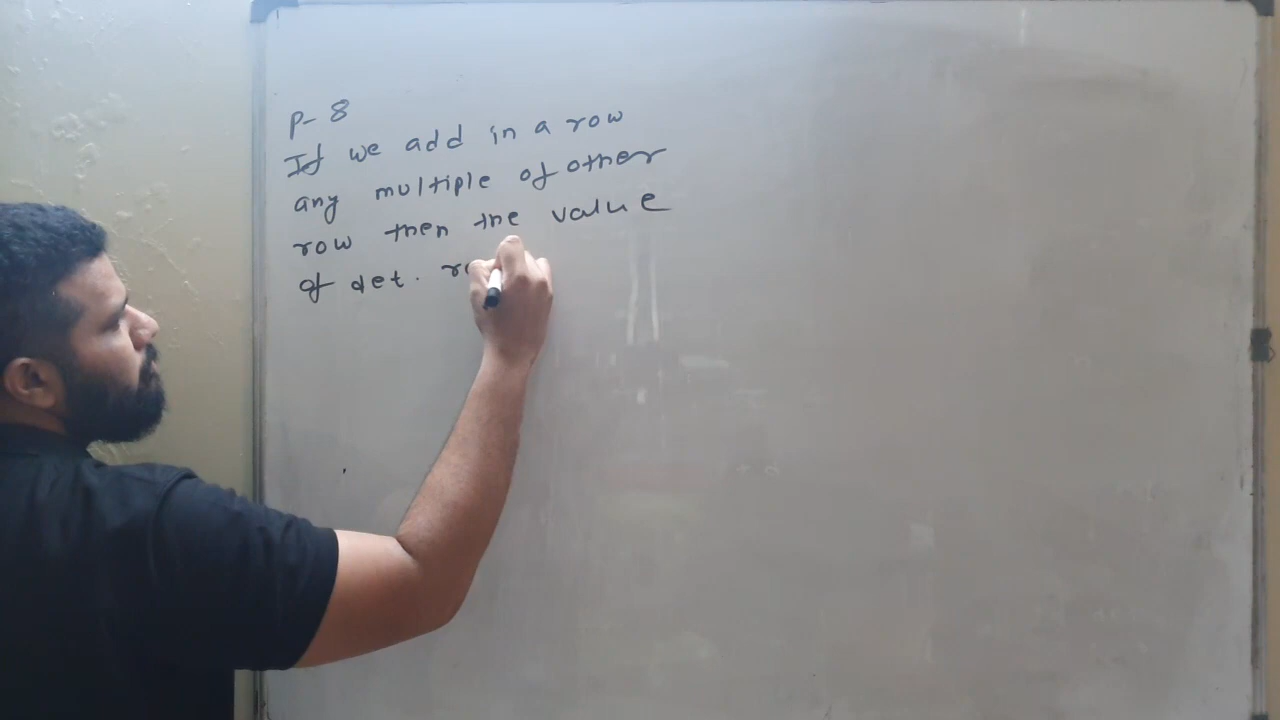 P-8
If we add in a row
any multiple of other
row then the value
of det.